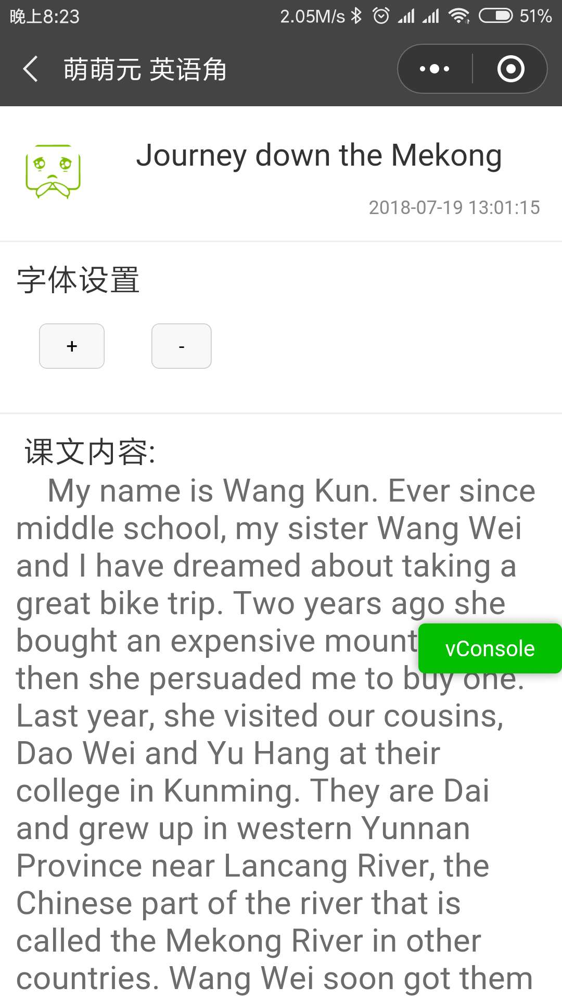 晚上8:23 2.05M/s 51%
萌萌元 英语角
Journey down the Mekong
2018-07-19 13:01:15
字体设置
+ -
课文内容:
My name is Wang Kun. Ever since
middle school, my sister Wang Wei
and I have dreamed about taking a
great bike trip. Two years ago she
bought an expensive mount
vConsole
then she persuaded me to buy one.
Last year, she visited our cousins,
Dao Wei and Yu Hang at their
college in Kunming. They are Dai
and grew up in western Yunnan
Province near Lancang River, the
Chinese part of the river that is
called the Mekong River in other
countries. Wang Wei soon got them